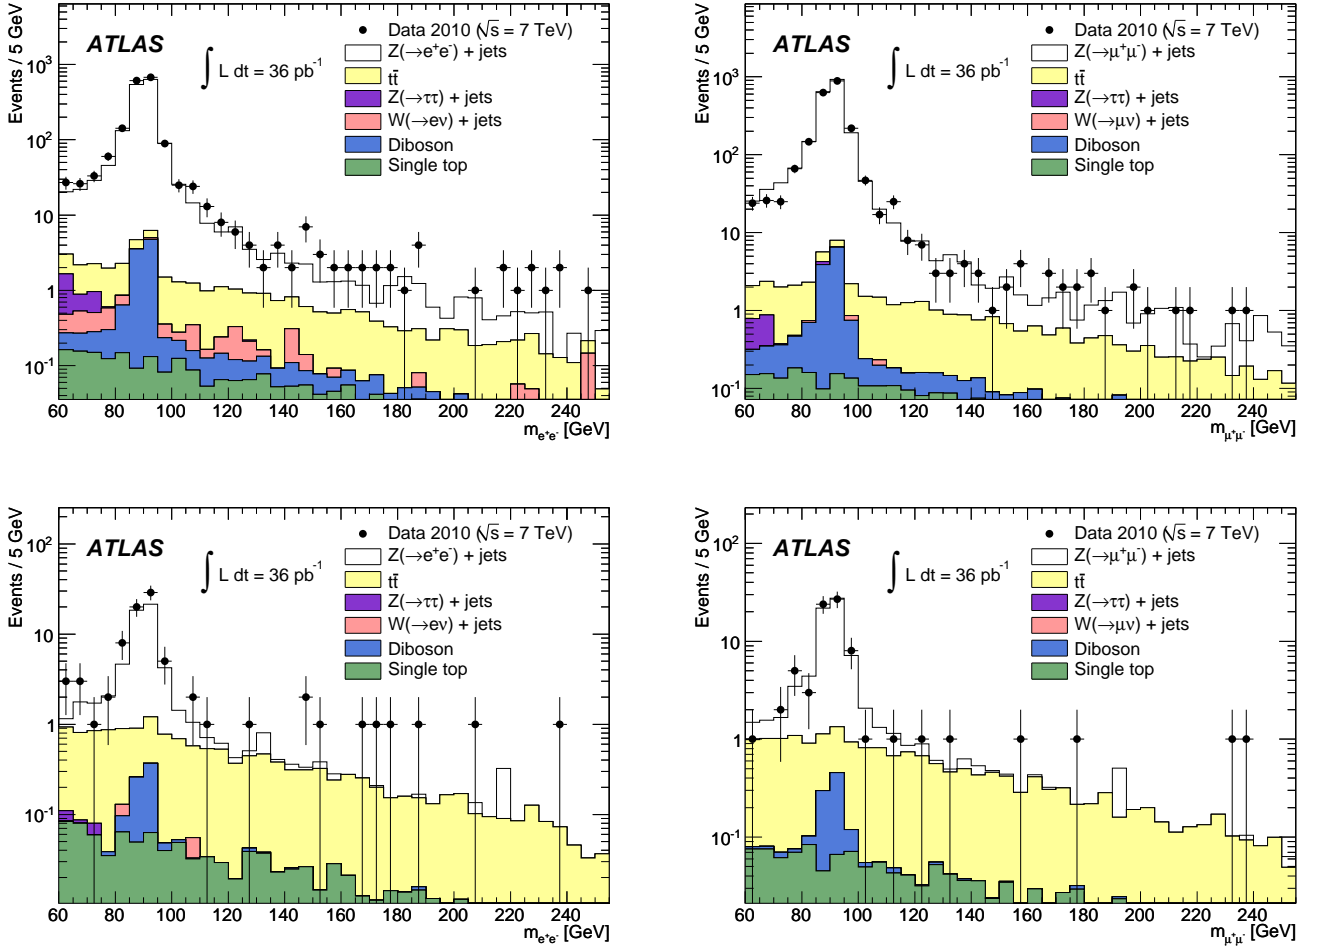 Events / 5 GeV
ATLAS
∫ L dt = 36 pb⁻¹
Data 2010 (√s = 7 TeV)
Z(→e⁺e⁻) + jets
tt̄
Z(→ττ) + jets
W(→eν) + jets
Diboson
Single top
10³
10²
10
1
10⁻¹
60 80 100 120 140 160 180 200 220 240
m_e⁺e⁻ [GeV]
Events / 5 GeV
ATLAS
∫ L dt = 36 pb⁻¹
Data 2010 (√s = 7 TeV)
Z(→μ⁺μ⁻) + jets
tt̄
Z(→ττ) + jets
W(→μν) + jets
Diboson
Single top
10³
10²
10
1
10⁻¹
60 80 100 120 140 160 180 200 220 240
m_μ⁺μ⁻ [GeV]
Events / 5 GeV
ATLAS
∫ L dt = 36 pb⁻¹
Data 2010 (√s = 7 TeV)
Z(→e⁺e⁻) + jets
tt̄
Z(→ττ) + jets
W(→eν) + jets
Diboson
Single top
10²
10
1
10⁻¹
60 80 100 120 140 160 180 200 220 240
m_e⁺e⁻ [GeV]
Events / 5 GeV
ATLAS
∫ L dt = 36 pb⁻¹
Data 2010 (√s = 7 TeV)
Z(→μ⁺μ⁻) + jets
tt̄
Z(→ττ) + jets
W(→μν) + jets
Diboson
Single top
10²
10
1
10⁻¹
60 80 100 120 140 160 180 200 220 240
m_μ⁺μ⁻ [GeV]